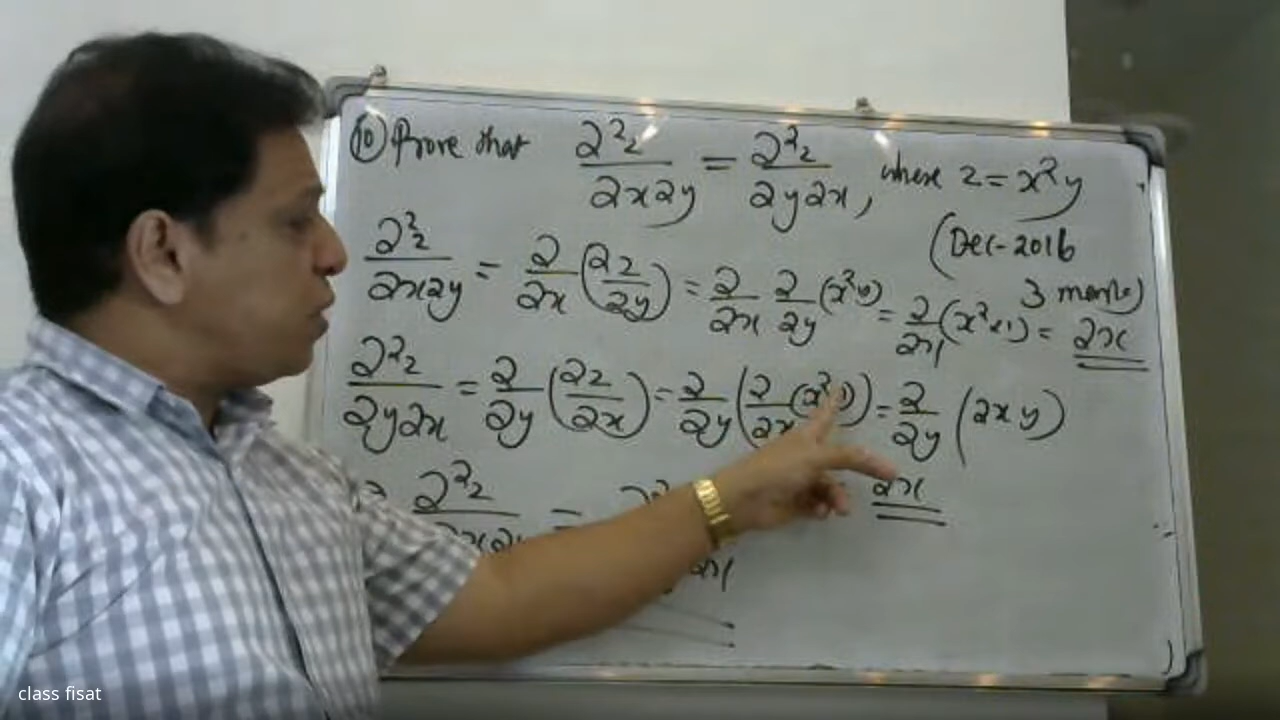 10 Prove that ∂²z/∂x∂y = ∂²z/∂y∂x, where z = x²y
(Dec-2016
3 marks)
∂²z/∂x∂y = ∂/∂x (∂z/∂y) = ∂/∂x ∂/∂y (x²y) = ∂/∂x (x²×1) = 2x
∂²z/∂y∂x = ∂/∂y (∂z/∂x) = ∂/∂y (∂/∂x (x²y)) = ∂/∂y (2xy)
= 2x
∂²z/∂x∂y =
class fisat